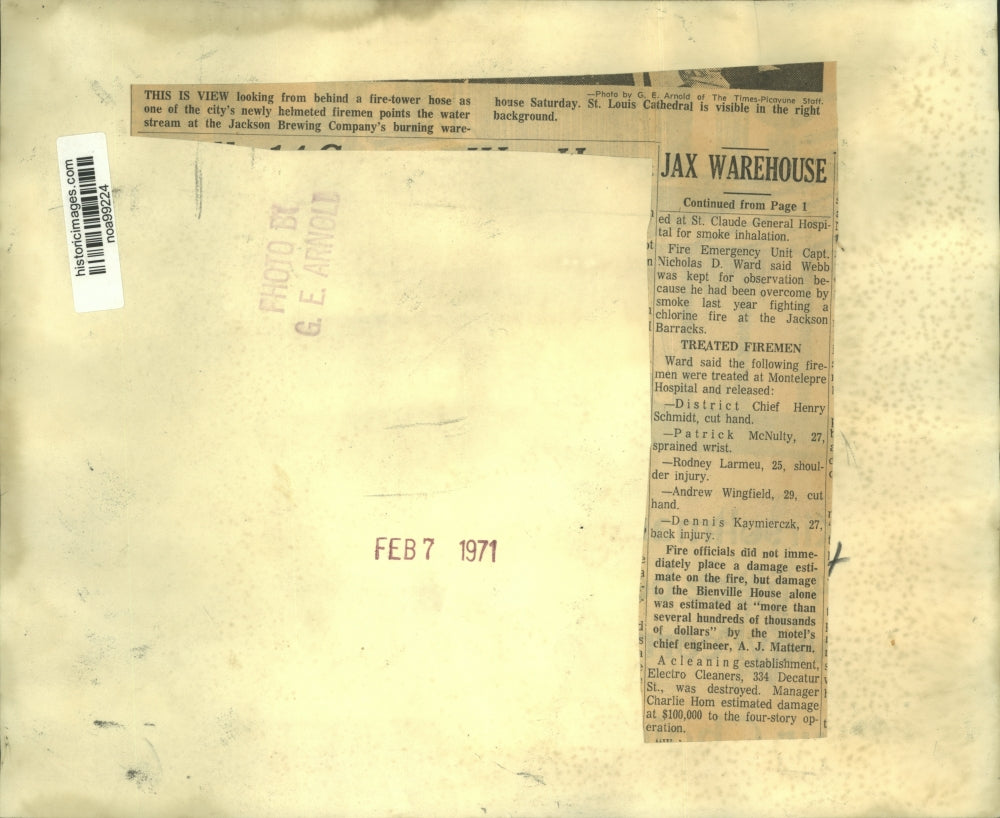 —Photo by G. E. Arnold of The Times-Picayune Staff.
THIS IS VIEW looking from behind a fire-tower hose as
one of the city's newly helmeted firemen points the water
stream at the Jackson Brewing Company's burning ware-
house Saturday. St. Louis Cathedral is visible in the right
background.
historicimages.com
noa99224
PHOTO BY
G. E. ARNOLD
FEB 7 1971
JAX WAREHOUSE
Continued from Page 1
ed at St. Claude General Hospi-
tal for smoke inhalation.
Fire Emergency Unit Capt.
Nicholas D. Ward said Webb
was kept for observation be-
cause he had been overcome by
smoke last year fighting a
chlorine fire at the Jackson
Barracks.
TREATED FIREMEN
Ward said the following fire-
men were treated at Montelepre
Hospital and released:
—District Chief Henry
Schmidt, cut hand.
—Patrick McNulty, 27,
sprained wrist.
—Rodney Larmeu, 25, shoul-
der injury.
—Andrew Wingfield, 29, cut
hand.
—Dennis Kaymierczk, 27,
back injury.
Fire officials did not imme-
diately place a damage esti-
mate on the fire, but damage
to the Bienville House alone
was estimated at "more than
several hundreds of thousands
of dollars" by the motel's
chief engineer, A. J. Mattern.
A cleaning establishment,
Electro Cleaners, 334 Decatur
St., was destroyed. Manager
Charlie Hom estimated damage
at $100,000 to the four-story op-
eration.